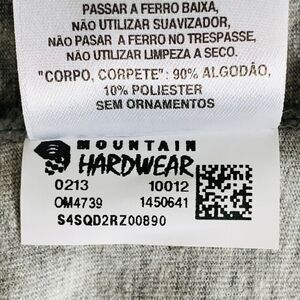 PASSAR A FERRO BAIXA,
NÃO UTILIZAR SUAVIZADOR,
NÃO PASAR A FERRO NO TRESPASSE,
NÃO UTILIZAR LIMPEZA A SECO.
"CORPO, CORPETE": 90% ALGODÃO,
10% POLIESTER
SEM ORNAMENTOS
MOUNTAIN
HARDWEAR
0213 10012
OM4739 1450641
S4SQD2RZ00890